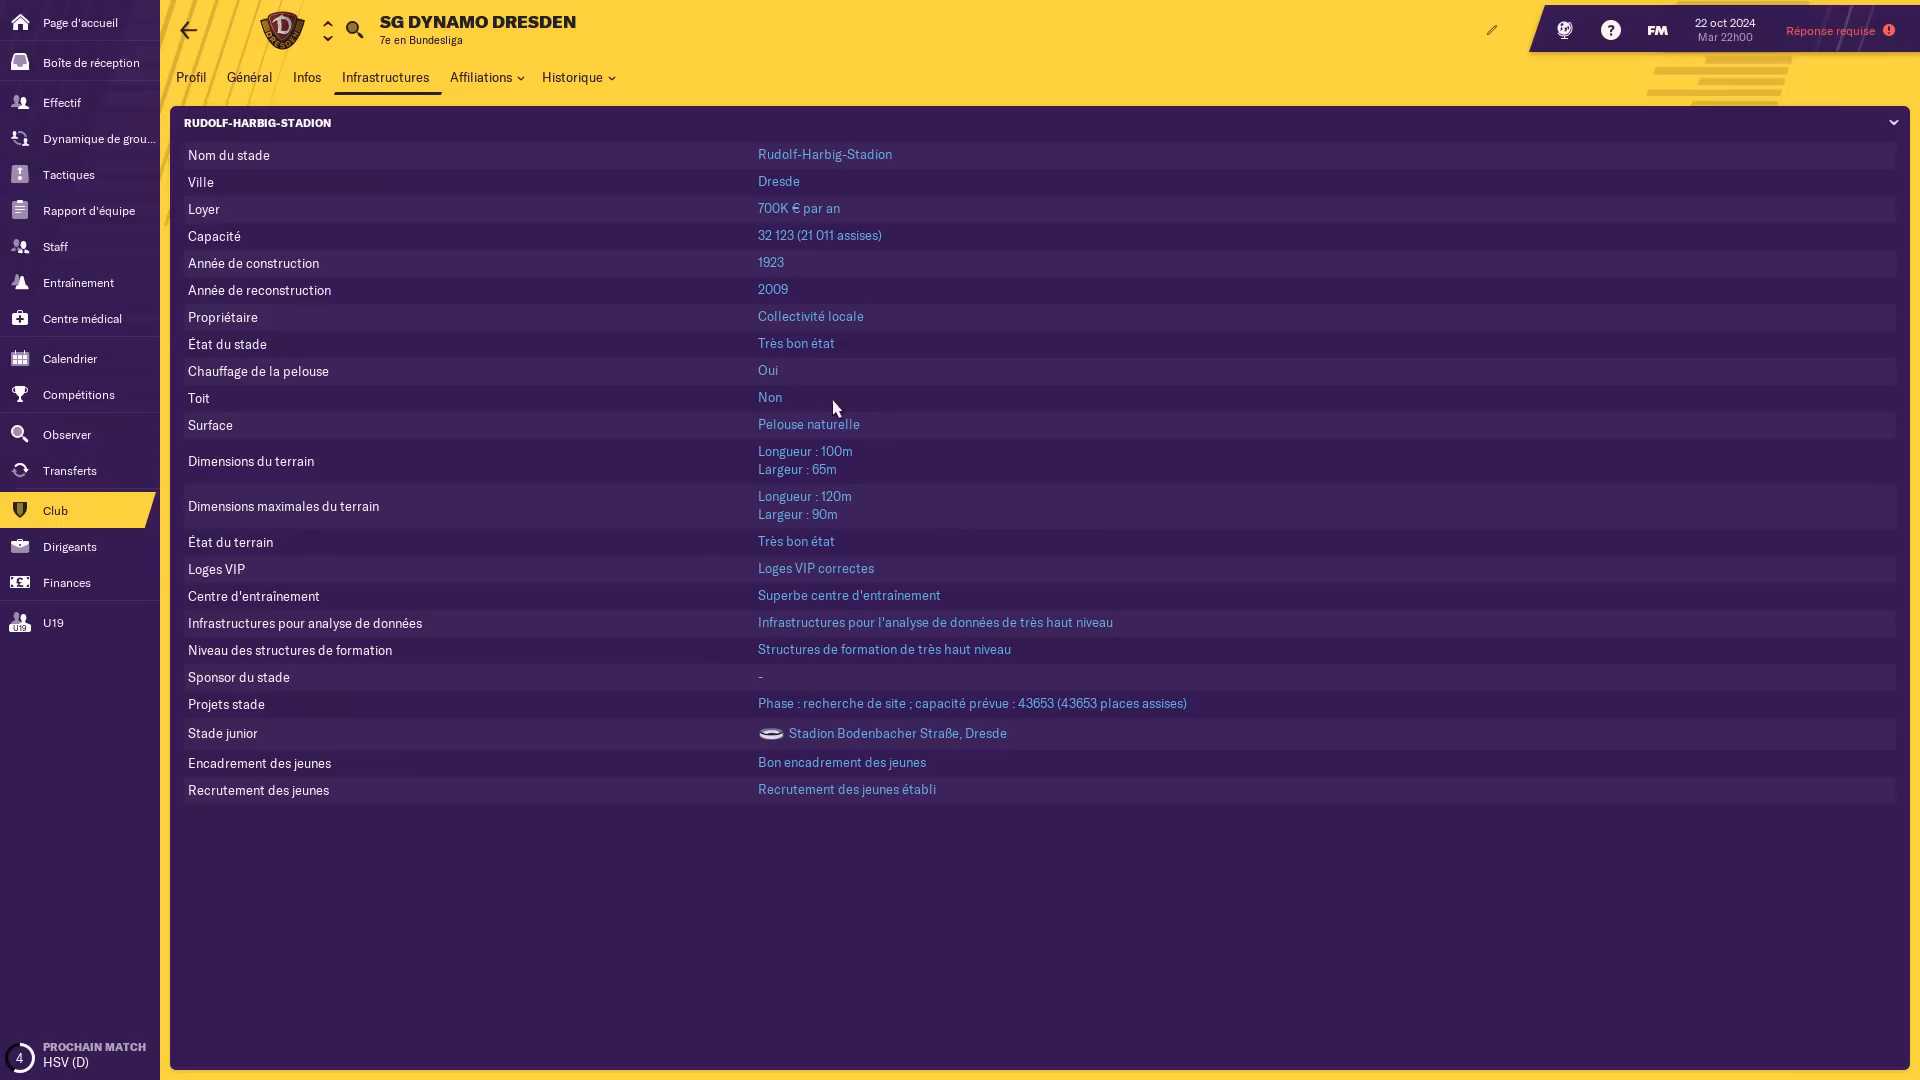 Page d'accueil
Boîte de réception
Effectif
Dynamique de grou...
Tactiques
Rapport d'équipe
Staff
Entraînement
Centre médical
Calendrier
Compétitions
Observer
Transferts
Club
Dirigeants
Finances
U19
U19
4
PROCHAIN MATCH
HSV (D)
DRESDEN
SG DYNAMO DRESDEN
7e en Bundesliga
?
FM
22 oct 2024
Mar 22h00
Réponse requise
Profil Général Infos Infrastructures Affiliations Historique
RUDOLF-HARBIG-STADION
Nom du stade Rudolf-Harbig-Stadion
Ville Dresde
Loyer 700K € par an
Capacité 32 123 (21 011 assises)
Année de construction 1923
Année de reconstruction 2009
Propriétaire Collectivité locale
État du stade Très bon état
Chauffage de la pelouse Oui
Toit Non
Surface Pelouse naturelle
Dimensions du terrain Longueur : 100m
Largeur : 65m
Dimensions maximales du terrain Longueur : 120m
Largeur : 90m
État du terrain Très bon état
Loges VIP Loges VIP correctes
Centre d'entraînement Superbe centre d'entraînement
Infrastructures pour analyse de données Infrastructures pour l'analyse de données de très haut niveau
Niveau des structures de formation Structures de formation de très haut niveau
Sponsor du stade -
Projets stade Phase : recherche de site ; capacité prévue : 43653 (43653 places assises)
Stade junior Stadion Bodenbacher Straße, Dresde
Encadrement des jeunes Bon encadrement des jeunes
Recrutement des jeunes Recrutement des jeunes établi